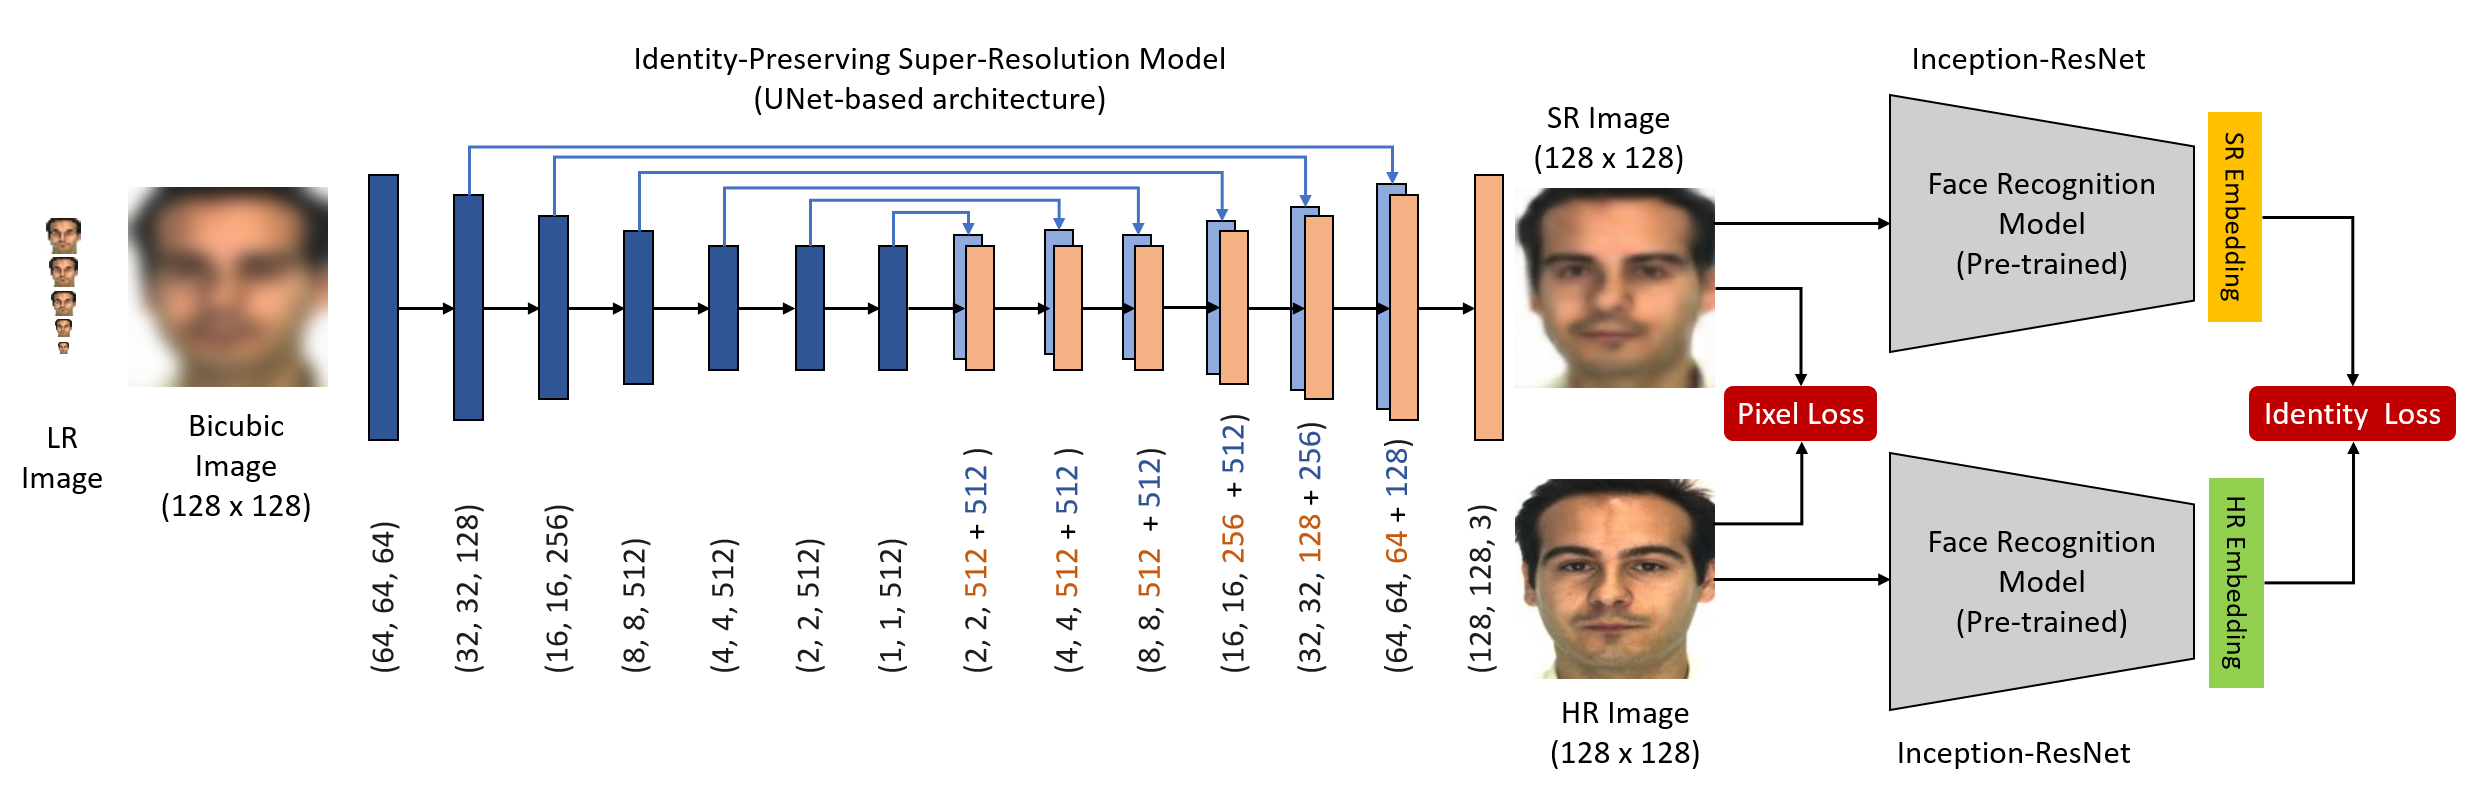 Identity-Preserving Super-Resolution Model
(UNet-based architecture)
LR
Image
Bicubic
Image
(128 x 128)
(64, 64, 64)
(32, 32, 128)
(16, 16, 256)
(8, 8, 512)
(4, 4, 512)
(2, 2, 512)
(1, 1, 512)
(2, 2, 512 + 512 )
(4, 4, 512 + 512 )
(8, 8, 512 + 512)
(16, 16, 256 + 512)
(32, 32, 128 + 256)
(64, 64, 64 + 128)
(128, 128, 3)
SR Image
(128 x 128)
HR Image
(128 x 128)
Pixel Loss
Inception-ResNet
Face Recognition
Model
(Pre-trained)
SR Embedding
Identity Loss
Face Recognition
Model
(Pre-trained)
HR Embedding
Inception-ResNet